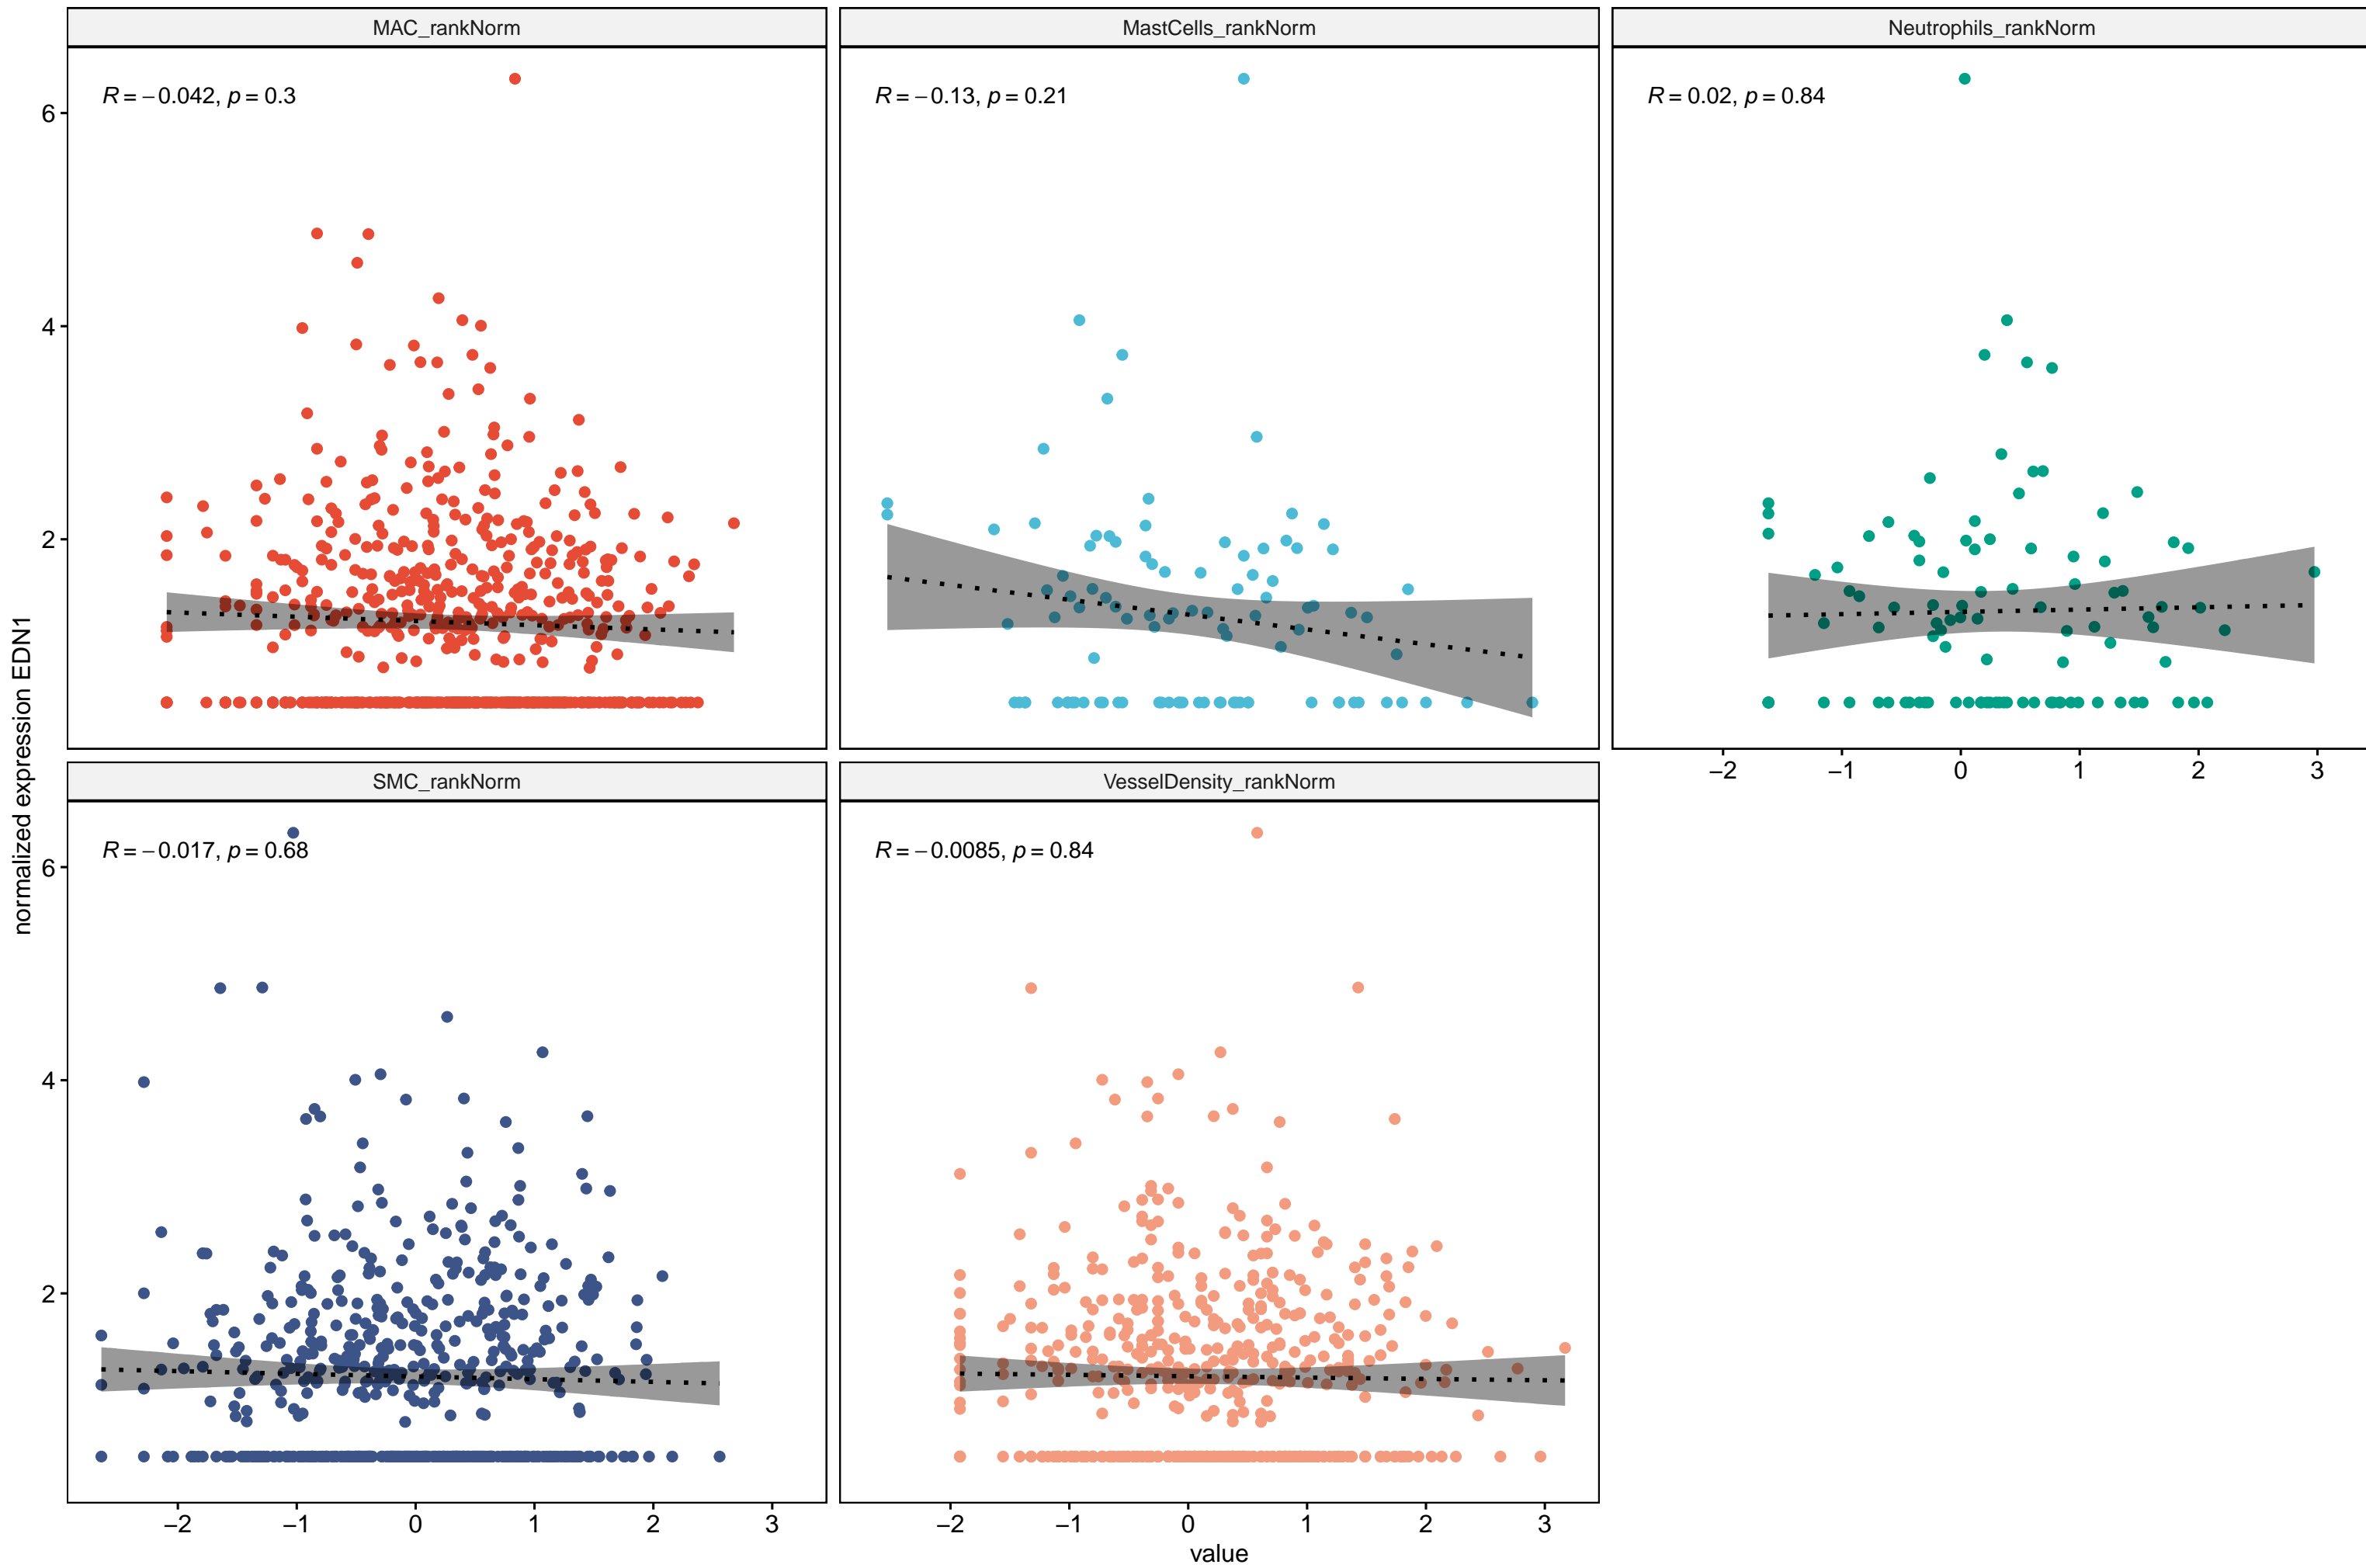 MAC_rankNorm
MastCells_rankNorm
Neutrophils_rankNorm
R = −0.042, p = 0.3
R = −0.13, p = 0.21
R = 0.02, p = 0.84
6
4
2
−2 −1 0 1 2 3
SMC_rankNorm
VesselDensity_rankNorm
R = −0.017, p = 0.68
R = −0.0085, p = 0.84
6
4
2
−2 −1 0 1 2 3
−2 −1 0 1 2 3
value
normalized expression EDN1